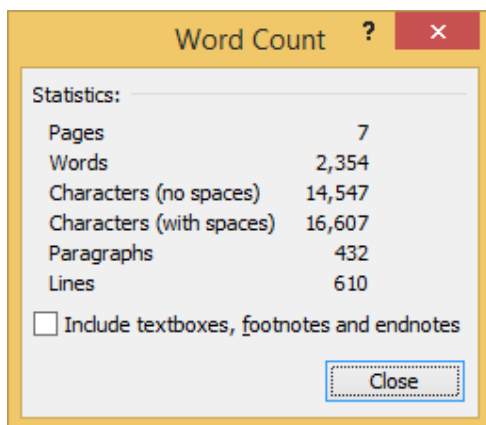 Word Count ? ×
Statistics:
Pages 7
Words 2,354
Characters (no spaces) 14,547
Characters (with spaces) 16,607
Paragraphs 432
Lines 610
Include textboxes, footnotes and endnotes
Close